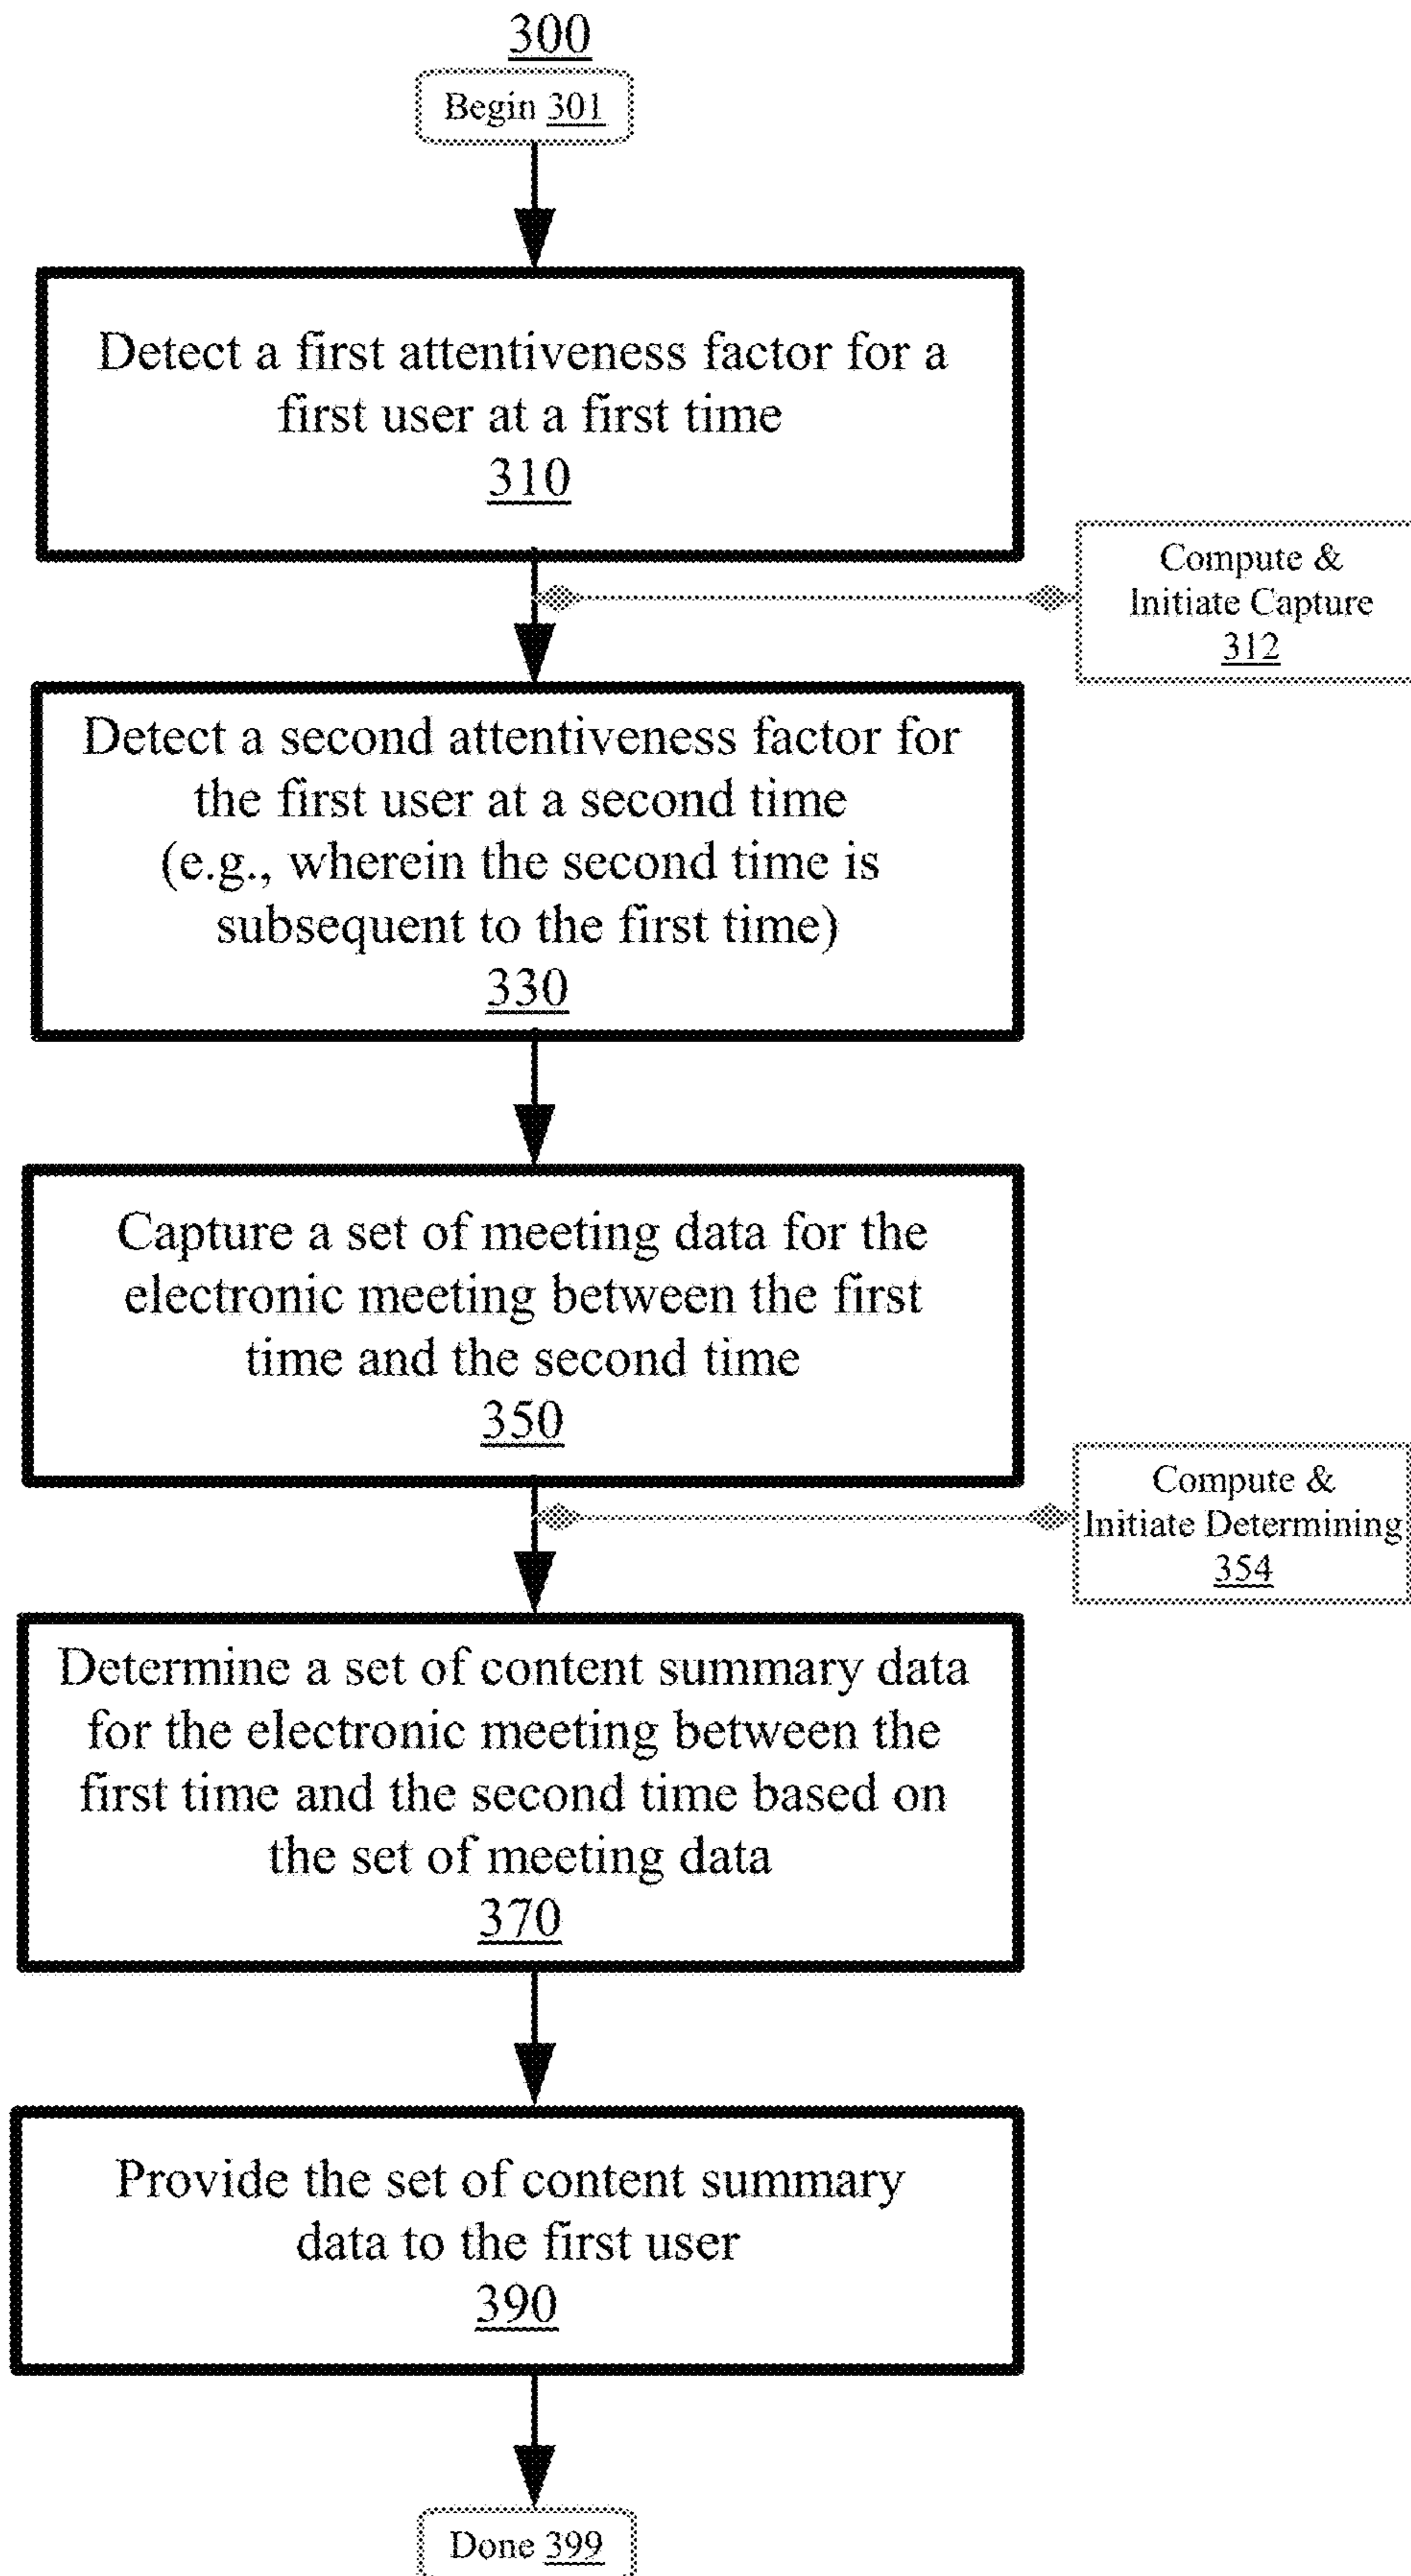 300
Begin 301
Detect a first attentiveness factor for a
first user at a first time
310
Compute &
Initiate Capture
312
Detect a second attentiveness factor for
the first user at a second time
(e.g., wherein the second time is
subsequent to the first time)
330
Capture a set of meeting data for the
electronic meeting between the first
time and the second time
350
Compute &
Initiate Determining
354
Determine a set of content summary data
for the electronic meeting between the
first time and the second time based on
the set of meeting data
370
Provide the set of content summary
data to the first user
390
Done 399